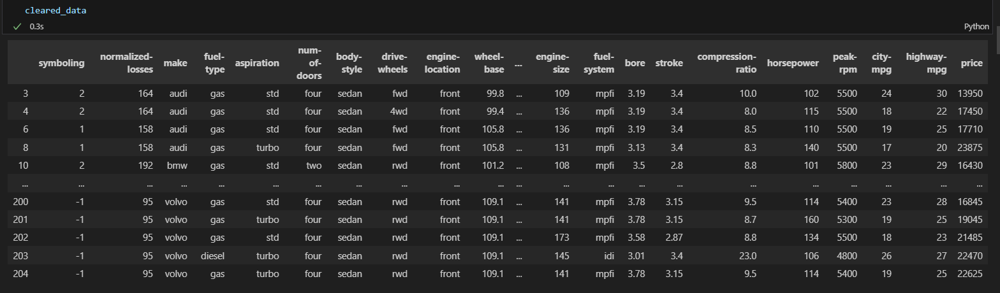 cleared_data
0.3s
Python
symboling normalized-losses make fuel-type aspiration num-of-doors body-style drive-wheels engine-location wheel-base ... engine-size fuel-system bore stroke compression-ratio horsepower peak-rpm city-mpg highway-mpg price
3 2 164 audi gas std four sedan fwd front 99.8 ... 109 mpfi 3.19 3.4 10.0 102 5500 24 30 13950
4 2 164 audi gas std four sedan 4wd front 99.4 ... 136 mpfi 3.19 3.4 8.0 115 5500 18 22 17450
6 1 158 audi gas std four sedan fwd front 105.8 ... 136 mpfi 3.19 3.4 8.5 110 5500 19 25 17710
8 1 158 audi gas turbo four sedan fwd front 105.8 ... 131 mpfi 3.13 3.4 8.3 140 5500 17 20 23875
10 2 192 bmw gas std two sedan rwd front 101.2 ... 108 mpfi 3.5 2.8 8.8 101 5800 23 29 16430
... ... ... ... ... ... ... ... ... ... ... ... ... ... ... ... ... ... ... ... ... ...
200 -1 95 volvo gas std four sedan rwd front 109.1 ... 141 mpfi 3.78 3.15 9.5 114 5400 23 28 16845
201 -1 95 volvo gas turbo four sedan rwd front 109.1 ... 141 mpfi 3.78 3.15 8.7 160 5300 19 25 19045
202 -1 95 volvo gas std four sedan rwd front 109.1 ... 173 mpfi 3.58 2.87 8.8 134 5500 18 23 21485
203 -1 95 volvo diesel turbo four sedan rwd front 109.1 ... 145 idi 3.01 3.4 23.0 106 4800 26 27 22470
204 -1 95 volvo gas turbo four sedan rwd front 109.1 ... 141 mpfi 3.78 3.15 9.5 114 5400 19 25 22625